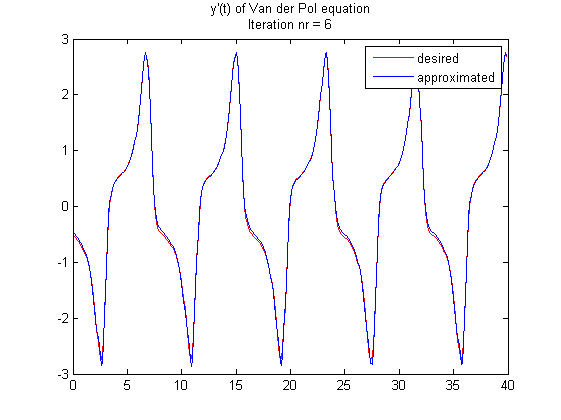 y'(t) of Van der Pol equation
Iteration nr = 6
3
desired
approximated
2
1
0
-1
-2
-3
0 5 10 15 20 25 30 35 40